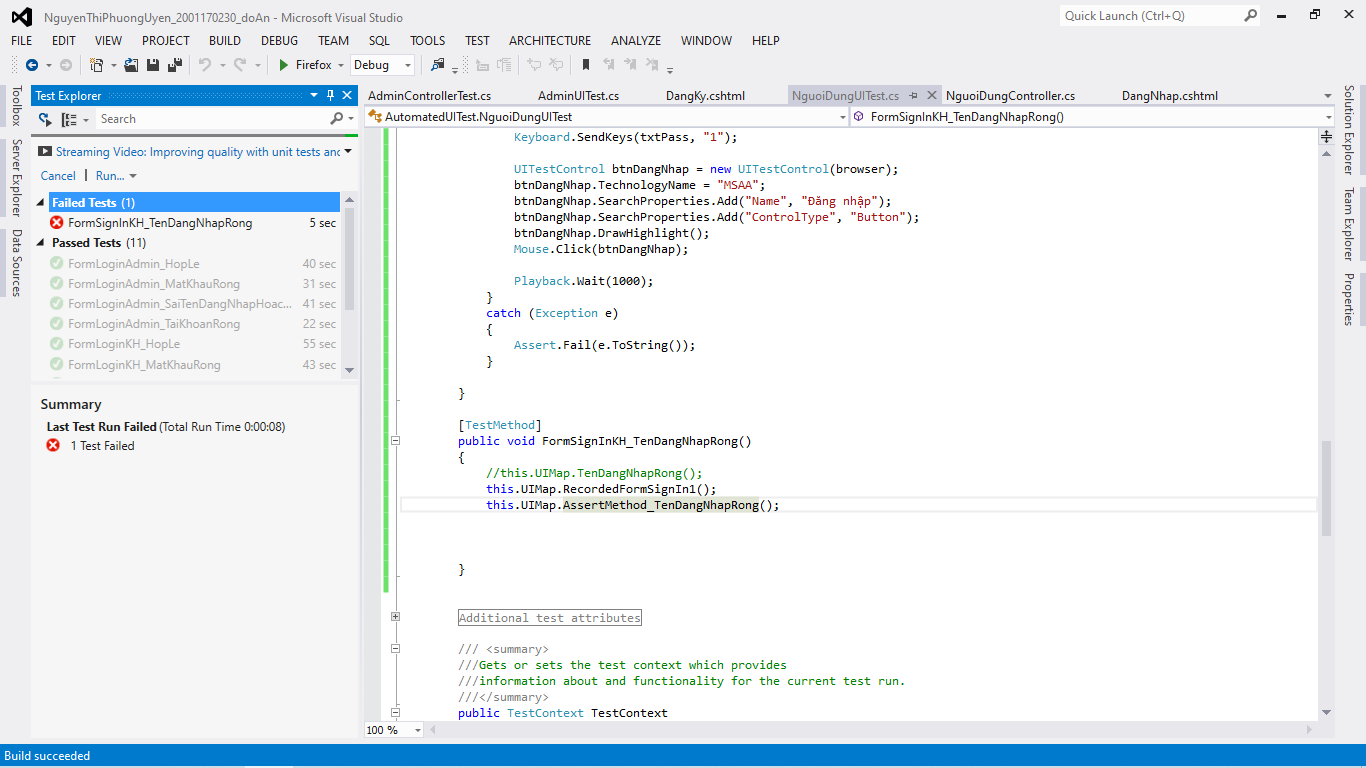 NguyenThiPhuongUyen_2001170230_doAn - Microsoft Visual Studio
Quick Launch (Ctrl+Q)
FILE EDIT VIEW PROJECT BUILD DEBUG TEAM SQL TOOLS TEST ARCHITECTURE ANALYZE WINDOW HELP
Firefox Debug
Toolbox
Server Explorer
Data Sources
Test Explorer
Search
Streaming Video: Improving quality with unit tests and
Cancel | Run...
Failed Tests (1)
FormSignInKH_TenDangNhapRong 5 sec
Passed Tests (11)
FormLoginAdmin_HopLe 40 sec
FormLoginAdmin_MatKhauRong 31 sec
FormLoginAdmin_SaiTenDangNhapHoac... 41 sec
FormLoginAdmin_TaiKhoanRong 22 sec
FormLoginKH_HopLe 55 sec
FormLoginKH_MatKhauRong 43 sec
Summary
Last Test Run Failed (Total Run Time 0:00:08)
1 Test Failed
AdminControllerTest.cs AdminUITest.cs DangKy.cshtml NguoiDungUITest.cs NguoiDungController.cs DangNhap.cshtml
AutomatedUITest.NguoiDungUITest FormSignInKH_TenDangNhapRong()
Keyboard.SendKeys(txtPass, "1");
UITestControl btnDangNhap = new UITestControl(browser);
btnDangNhap.TechnologyName = "MSAA";
btnDangNhap.SearchProperties.Add("Name", "Đăng nhập");
btnDangNhap.SearchProperties.Add("ControlType", "Button");
btnDangNhap.DrawHighlight();
Mouse.Click(btnDangNhap);
Playback.Wait(1000);
}
catch (Exception e)
{
Assert.Fail(e.ToString());
}
}
[TestMethod]
public void FormSignInKH_TenDangNhapRong()
{
//this.UIMap.TenDangNhapRong();
this.UIMap.RecordedFormSignIn1();
this.UIMap.AssertMethod_TenDangNhapRong();
}
Additional test attributes
/// <summary>
///Gets or sets the test context which provides
///information about and functionality for the current test run.
///</summary>
public TestContext TestContext
100 %
Solution Explorer
Team Explorer
Properties
Build succeeded